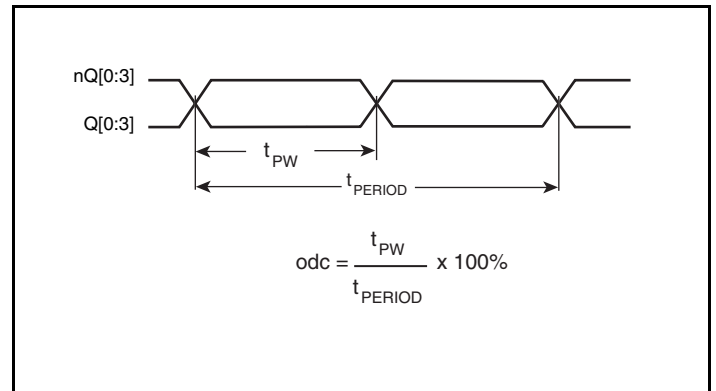 nQ[0:3]
Q[0:3]
tPW
tPERIOD
odc = tPW / tPERIOD x 100%